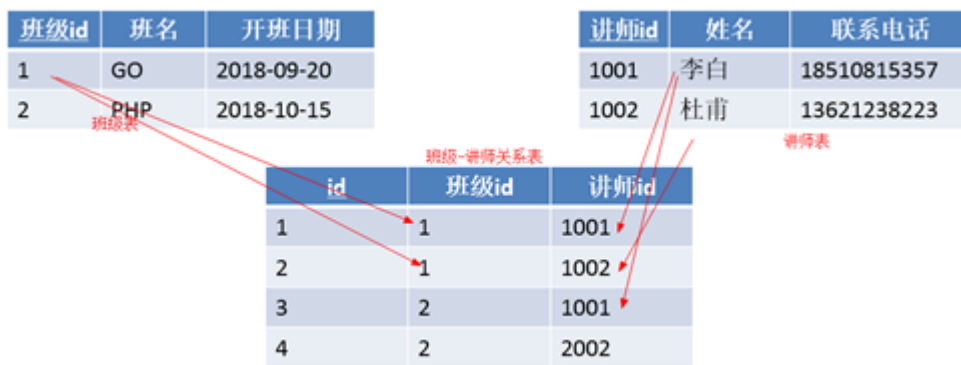 班级id 班名 开班日期
1 GO 2018-09-20
2 PHP 2018-10-15
班级表
讲师id 姓名 联系电话
1001 李白 18510815357
1002 杜甫 13621238223
讲师表
班级-讲师关系表
id 班级id 讲师id
1 1 1001
2 1 1002
3 2 1001
4 2 2002